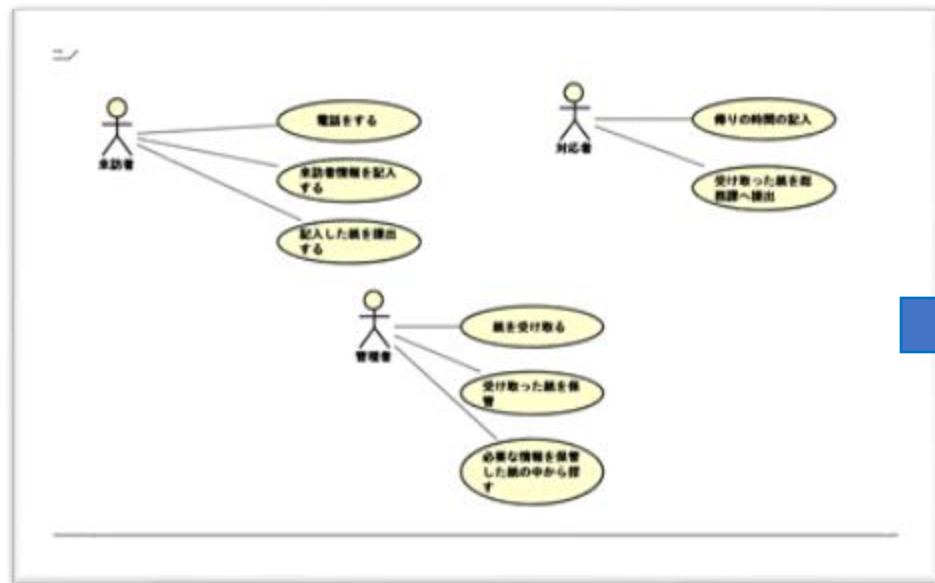 来訪者
電話をする
来訪者情報を記入
する
記入した紙を提出
する
対応者
帰りの時間の記入
受け取った紙を総
務課へ提出
管理者
紙を受け取る
受け取った紙を保
管
必要な情報を保管
した紙の中から探
す